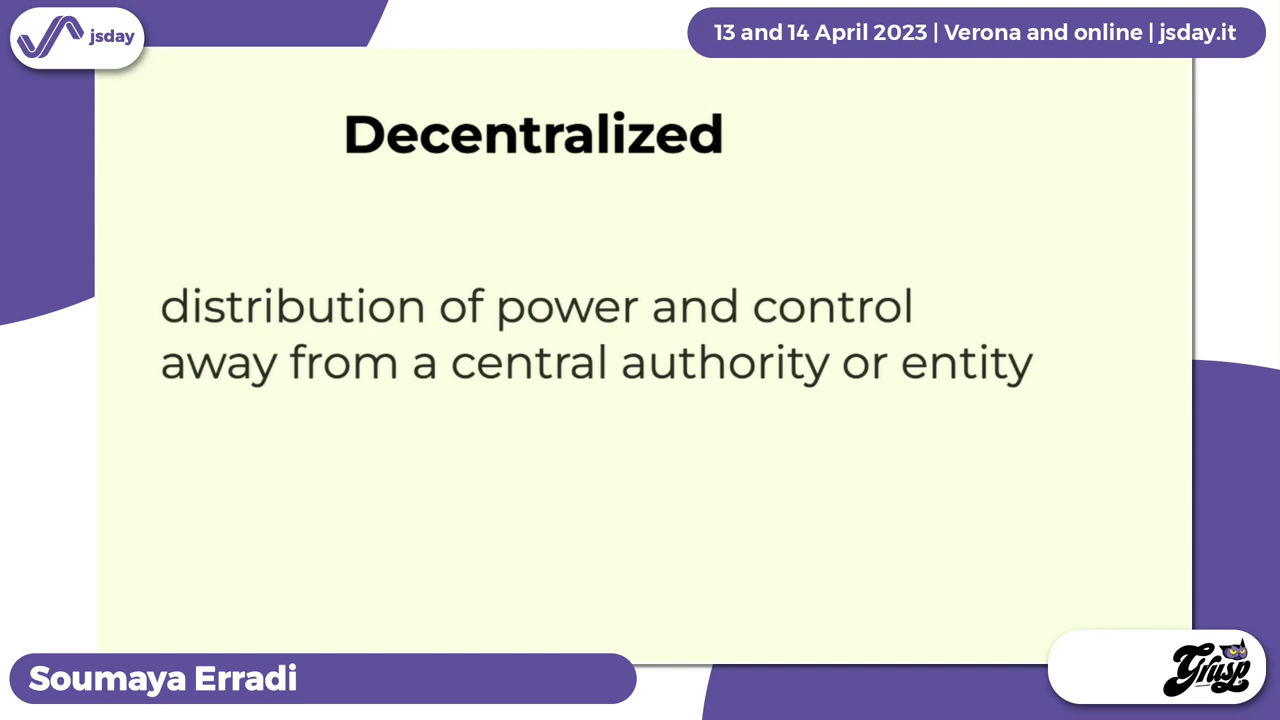 jsday
13 and 14 April 2023 | Verona and online | jsday.it
Decentralized
distribution of power and control
away from a central authority or entity
Soumaya Erradi
Grusp